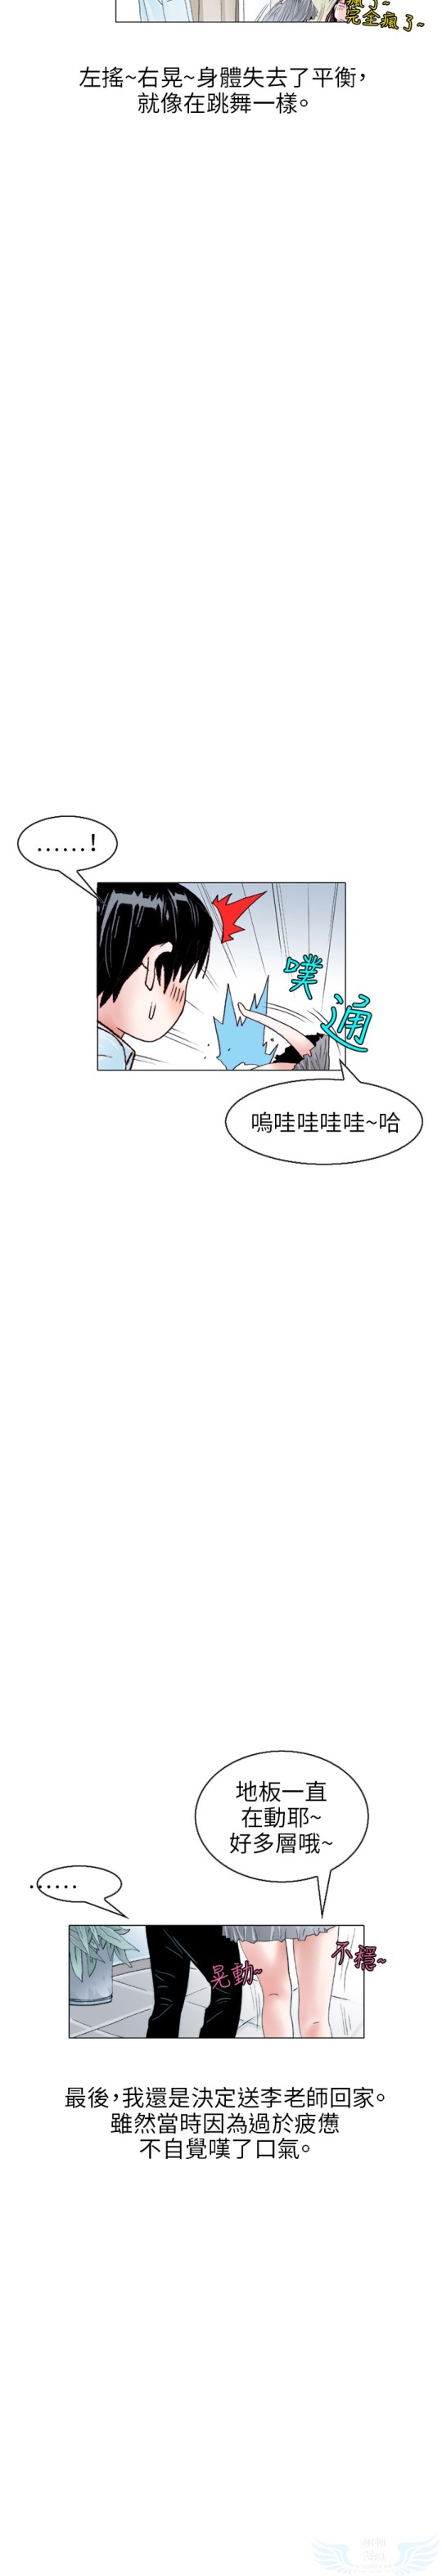 瘋了~
完全瘋了~
左搖~右晃~身體失去了平衡,
就像在跳舞一樣。
......!
噗通
嗚哇哇哇哇~哈
地板一直
在動耶~
好多層哦~
......
晃動~
不穩~
最後,我還是決定送李老師回家。
雖然當時因為過於疲憊
不自覺嘆了口氣。